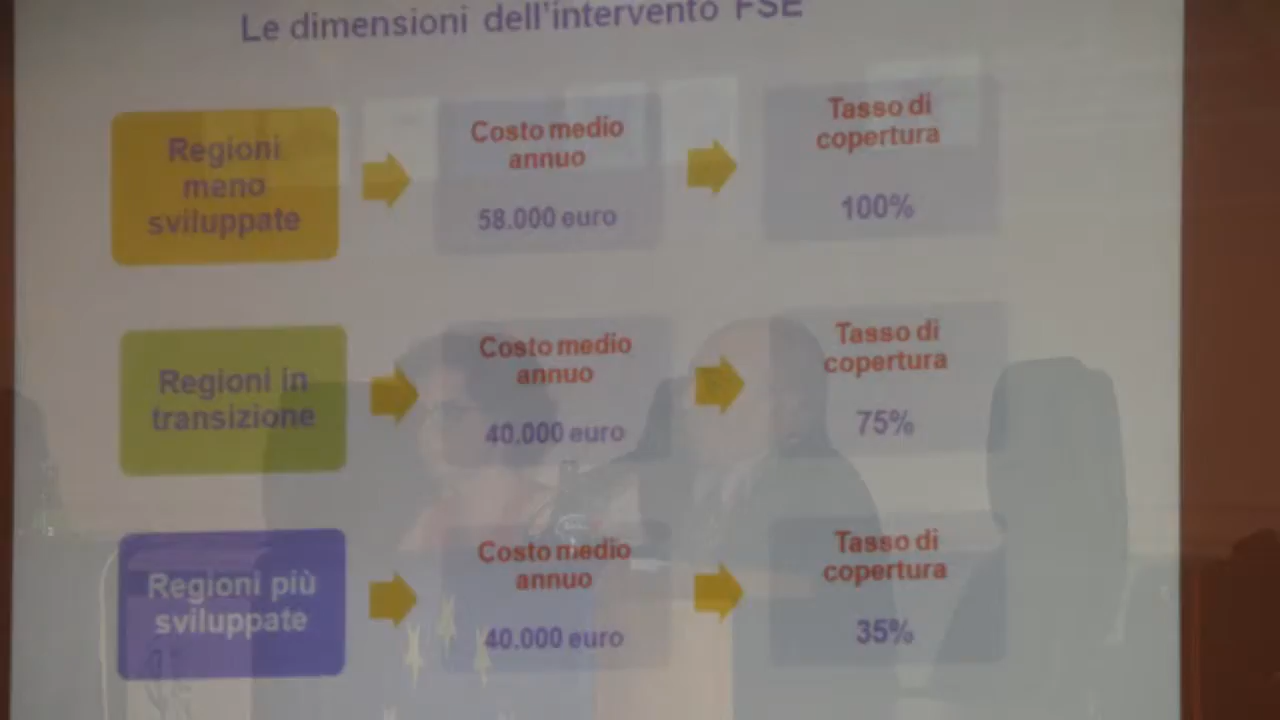 Le dimensioni dell'intervento FSE
Regioni
meno
sviluppate
Costo medio
annuo
58.000 euro
Tasso di
copertura
100%
Regioni in
transizione
Costo medio
annuo
40.000 euro
Tasso di
copertura
75%
Regioni più
sviluppate
Costo medio
annuo
40.000 euro
Tasso di
copertura
35%